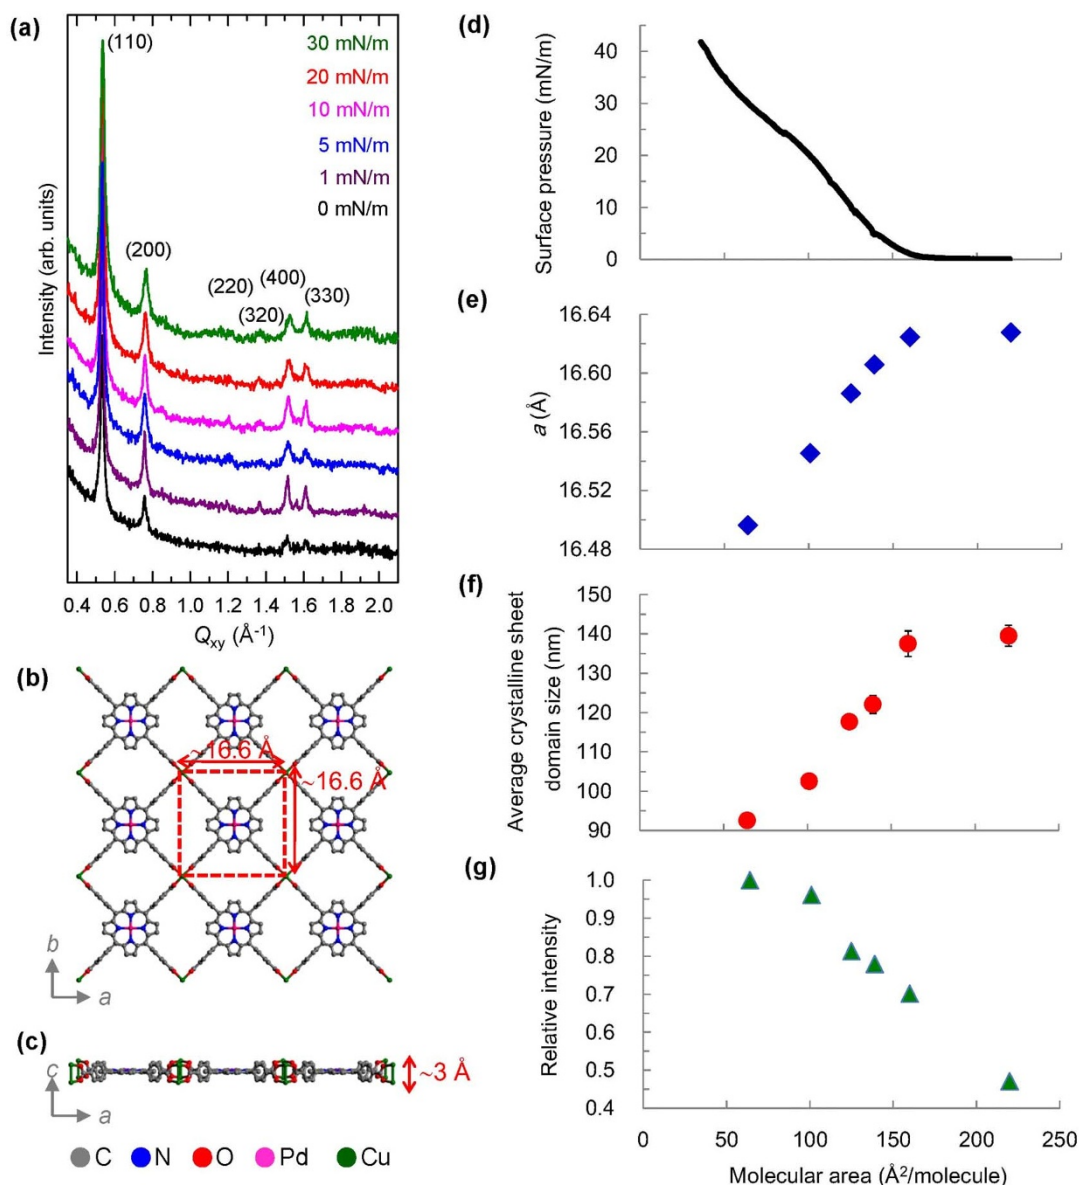 (a)
(110)
30 mN/m
20 mN/m
10 mN/m
5 mN/m
1 mN/m
0 mN/m
(200)
(220)
(400)
(320)
(330)
Intensity (arb. units)
0.4 0.6 0.8 1.0 1.2 1.4 1.6 1.8 2.0
Qxy (Å-1)
(b)
~16.6 Å
~16.6 Å
b
a
(c)
c
a
~3 Å
C N O Pd Cu
(d)
Surface pressure (mN/m)
40
30
20
10
0
(e)
a (Å)
16.64
16.60
16.56
16.52
16.48
(f)
Average crystalline sheet
domain size (nm)
150
140
130
120
110
100
90
(g)
Relative intensity
1.0
0.9
0.8
0.7
0.6
0.5
0.4
0 50 100 150 200 250
Molecular area (Å2/molecule)